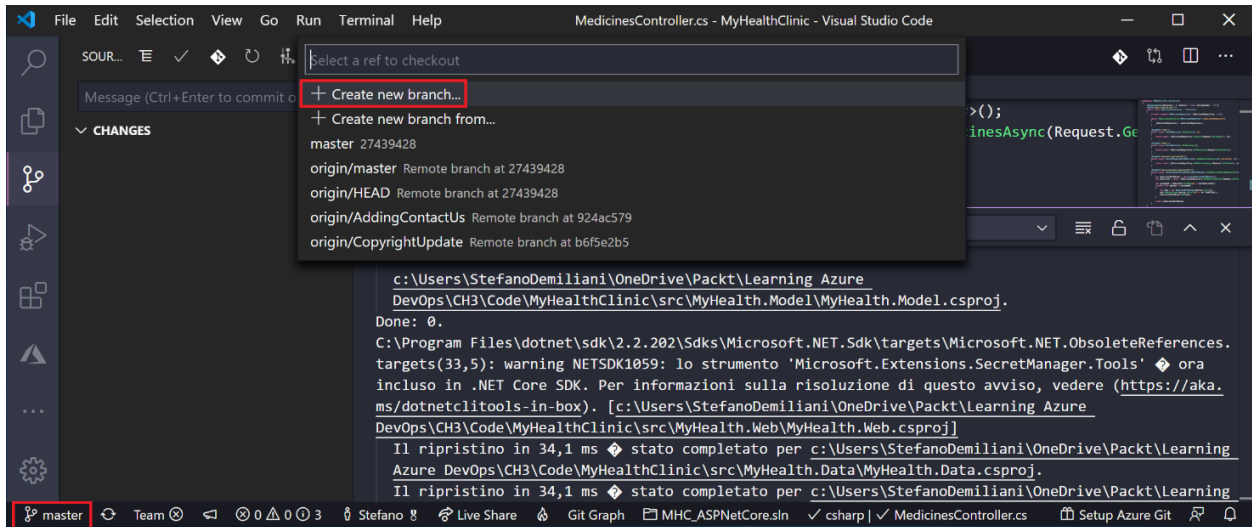 File Edit Selection View Go Run Terminal Help MedicinesController.cs - MyHealthClinic - Visual Studio Code
SOUR...
Select a ref to checkout
Message (Ctrl+Enter to commit o
Create new branch...
>();
Create new branch from...
CHANGES
inesAsync(Request.Ge
master 27439428
origin/master Remote branch at 27439428
origin/HEAD Remote branch at 27439428
origin/AddingContactUs Remote branch at 924ac579
origin/CopyrightUpdate Remote branch at b6f5e2b5
c:\Users\StefanoDemiliani\OneDrive\Packt\Learning Azure
DevOps\CH3\Code\MyHealthClinic\src\MyHealth.Model\MyHealth.Model.csproj.
Done: 0.
C:\Program Files\dotnet\sdk\2.2.202\Sdks\Microsoft.NET.Sdk\targets\Microsoft.NET.ObsoleteReferences.
targets(33,5): warning NETSDK1059: lo strumento 'Microsoft.Extensions.SecretManager.Tools' � ora
incluso in .NET Core SDK. Per informazioni sulla risoluzione di questo avviso, vedere (https://aka.
ms/dotnetclitools-in-box). [c:\Users\StefanoDemiliani\OneDrive\Packt\Learning Azure
DevOps\CH3\Code\MyHealthClinic\src\MyHealth.Web\MyHealth.Web.csproj]
Il ripristino in 34,1 ms � stato completato per c:\Users\StefanoDemiliani\OneDrive\Packt\Learning
Azure DevOps\CH3\Code\MyHealthClinic\src\MyHealth.Data\MyHealth.Data.csproj.
Il ripristino in 34,1 ms � stato completato per c:\Users\StefanoDemiliani\OneDrive\Packt\Learning
master Team 0 0 3 Stefano Live Share Git Graph MHC_ASPNetCore.sln ✓ csharp | ✓ MedicinesController.cs Setup Azure Git